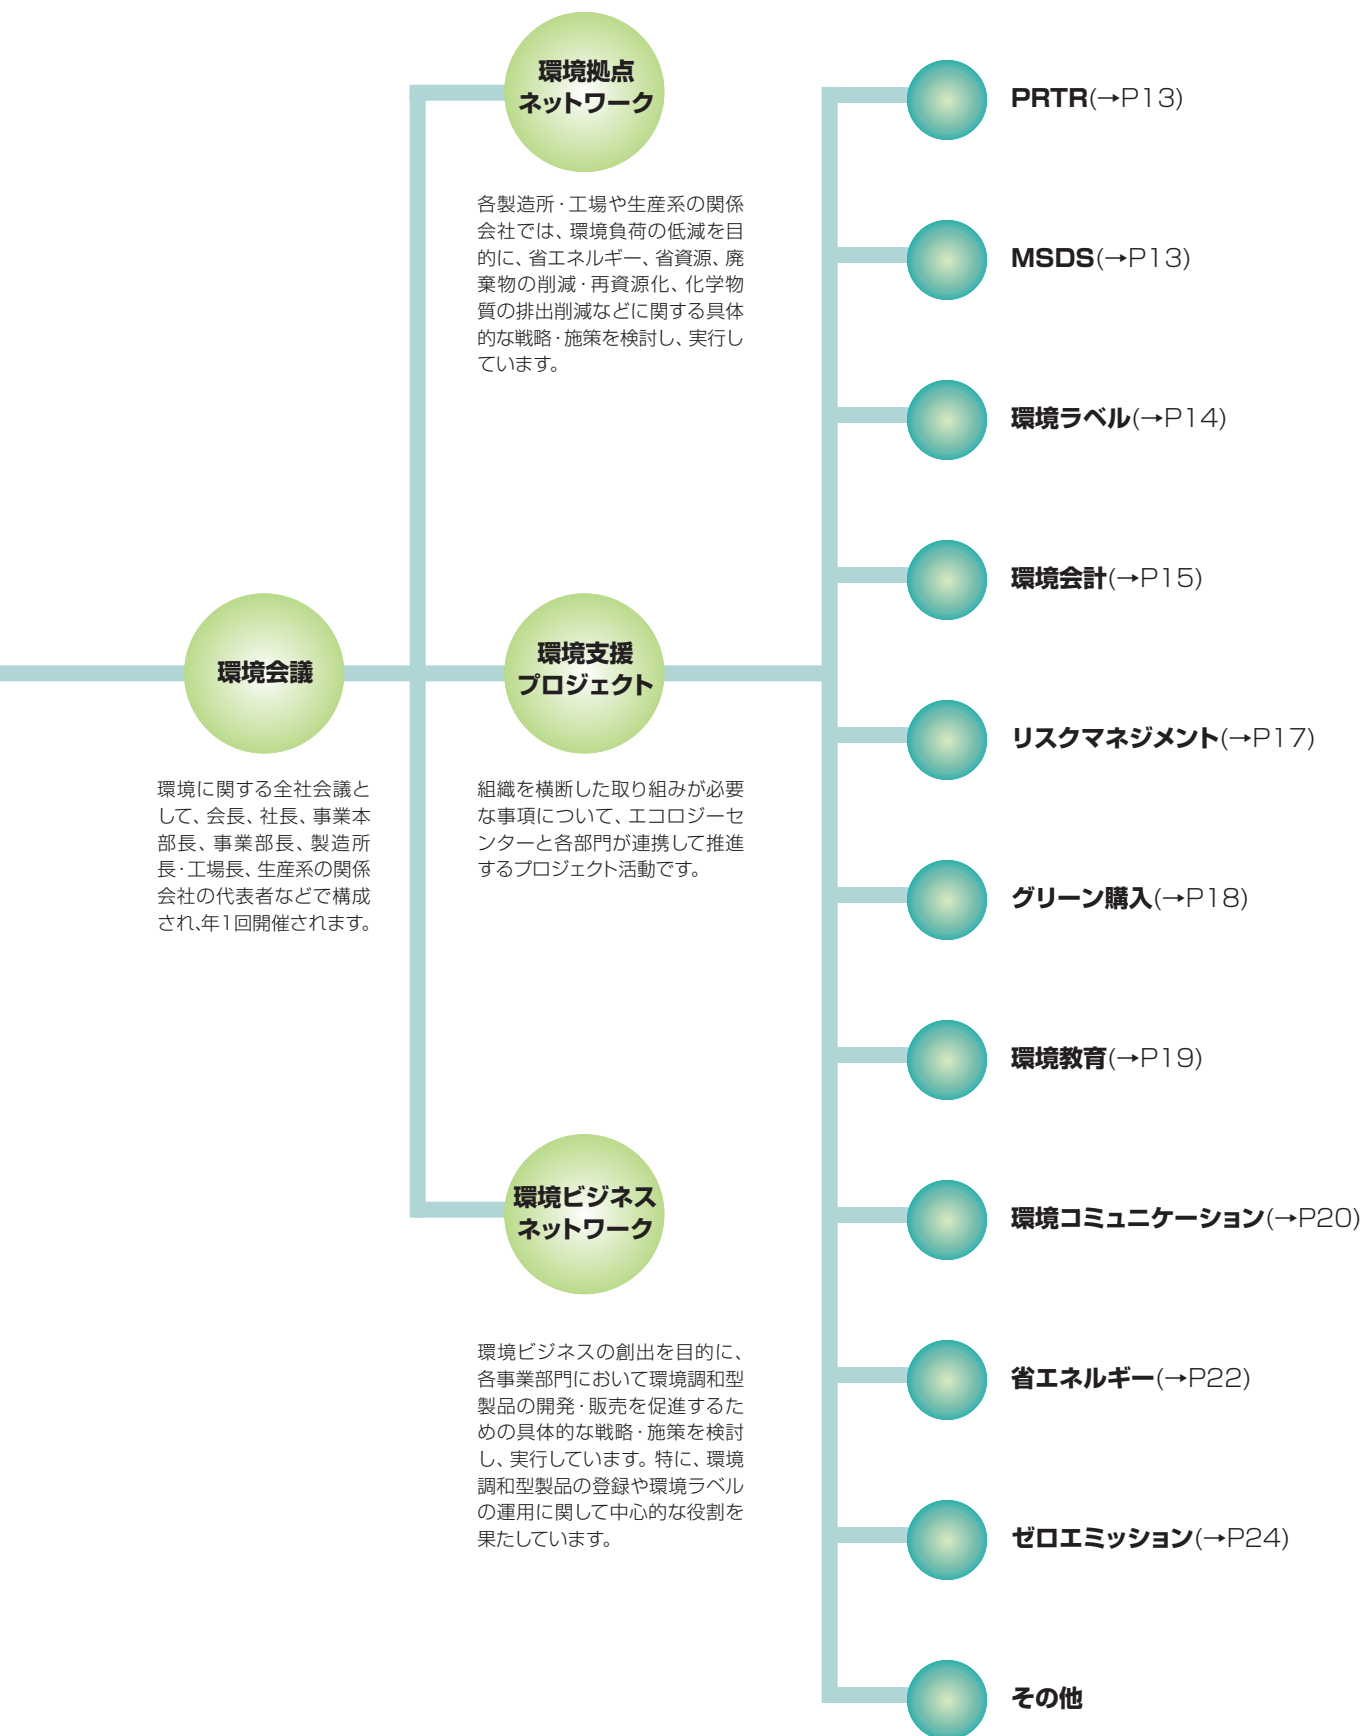 環境会議
環境に関する全社会議と
して、会長、社長、事業本
部長、事業部長、製造所
長･工場長、生産系の関係
会社の代表者などで構成
され、年1回開催されます。
環境拠点
ネットワーク
各製造所･工場や生産系の関係
会社では、環境負荷の低減を目
的に、省エネルギー、省資源、廃
棄物の削減･再資源化、化学物
質の排出削減などに関する具体
的な戦略･施策を検討し、実行し
ています。
環境支援
プロジェクト
組織を横断した取り組みが必要
な事項について、エコロジーセ
ンターと各部門が連携して推進
するプロジェクト活動です。
環境ビジネス
ネットワーク
環境ビジネスの創出を目的に、
各事業部門において環境調和型
製品の開発･販売を促進するた
めの具体的な戦略･施策を検討
し、実行しています。特に、環境
調和型製品の登録や環境ラベル
の運用に関して中心的な役割を
果たしています。
PRTR(→P13)
MSDS(→P13)
環境ラベル(→P14)
環境会計(→P15)
リスクマネジメント(→P17)
グリーン購入(→P18)
環境教育(→P19)
環境コミュニケーション(→P20)
省エネルギー(→P22)
ゼロエミッション(→P24)
その他